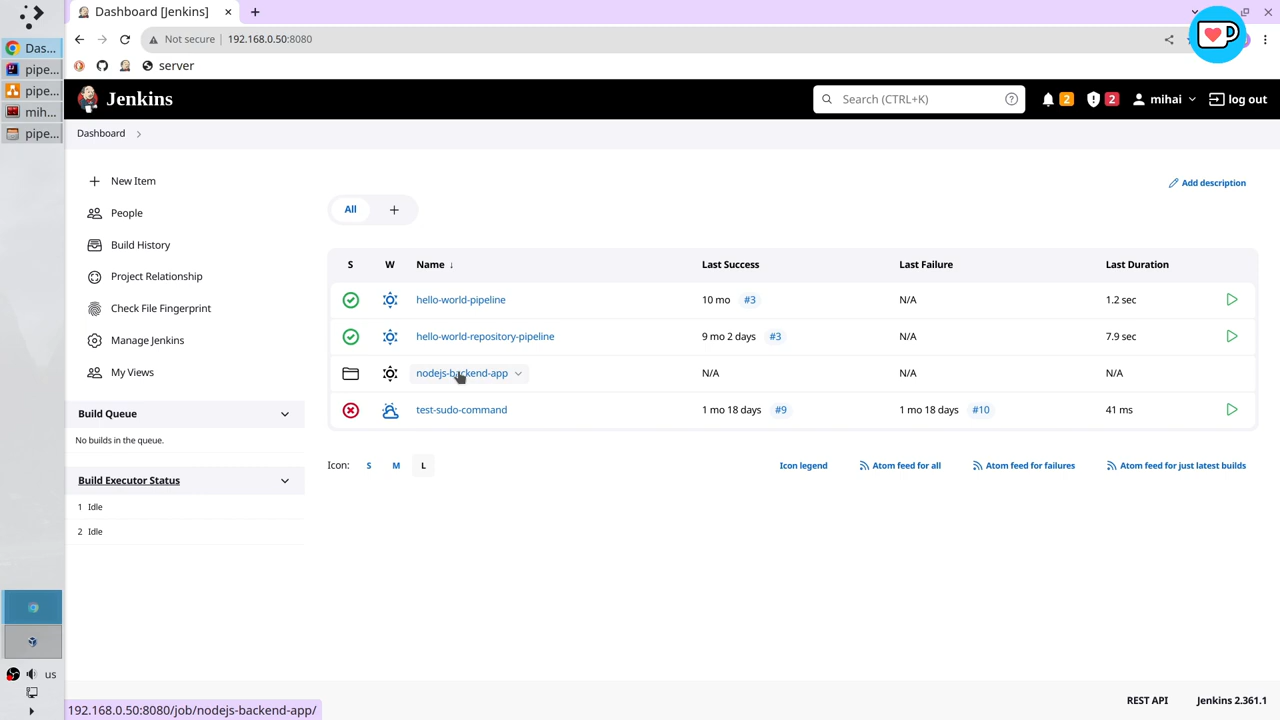 Dashboard [Jenkins]
Not secure
192.168.0.50:8080
server
Das...
pipe...
pipe...
mih...
pipe...
Jenkins
Search (CTRL+K)
2
2
mihai
log out
Dashboard
New Item
People
Build History
Project Relationship
Check File Fingerprint
Manage Jenkins
My Views
Build Queue
No builds in the queue.
Build Executor Status
1 Idle
2 Idle
Add description
All
S W Name ↓ Last Success Last Failure Last Duration
hello-world-pipeline 10 mo #3 N/A 1.2 sec
hello-world-repository-pipeline 9 mo 2 days #3 N/A 7.9 sec
nodejs-backend-app N/A N/A N/A
test-sudo-command 1 mo 18 days #9 1 mo 18 days #10 41 ms
Icon: S M L
Icon legend
Atom feed for all
Atom feed for failures
Atom feed for just latest builds
us
192.168.0.50:8080/job/nodejs-backend-app/
REST API
Jenkins 2.361.1